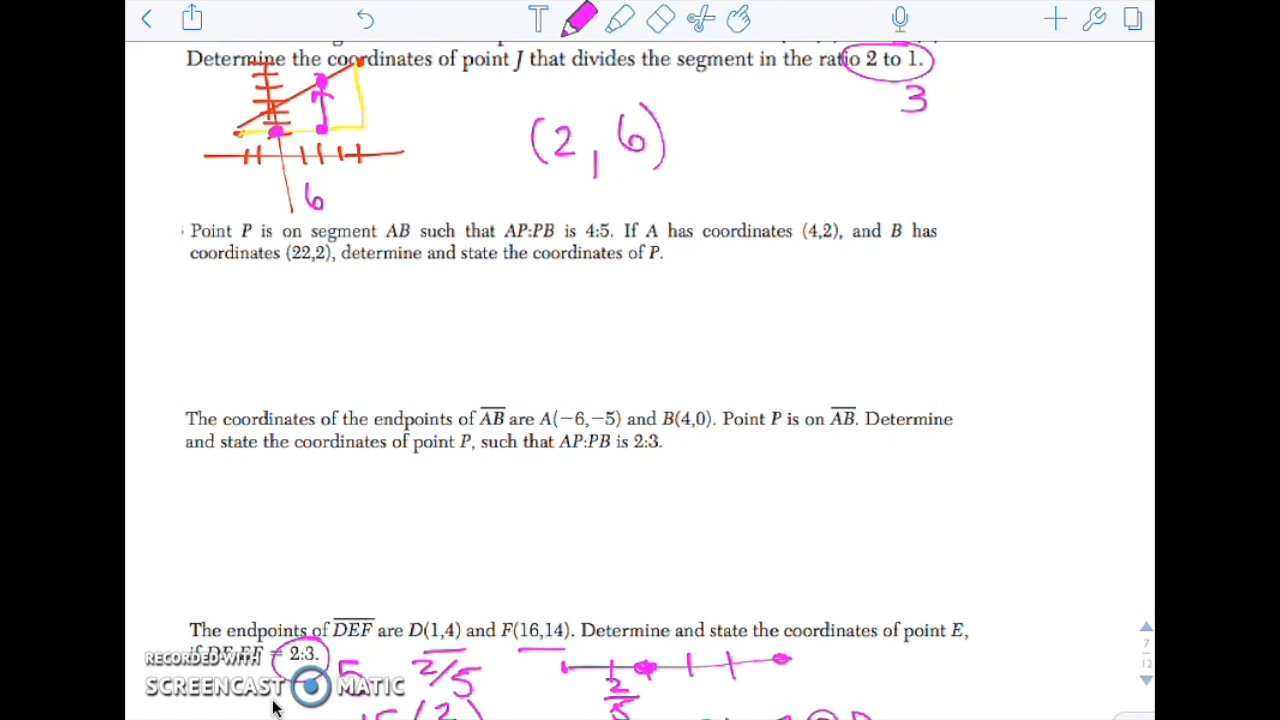 Determine the coordinates of point J that divides the segment in the ratio 2 to 1.
3
(2, 6)
6
Point P is on segment AB such that AP:PB is 4:5. If A has coordinates (4,2), and B has
coordinates (22,2), determine and state the coordinates of P.
The coordinates of the endpoints of AB are A(−6,−5) and B(4,0). Point P is on AB. Determine
and state the coordinates of point P, such that AP:PB is 2:3.
The endpoints of DEF are D(1,4) and F(16,14). Determine and state the coordinates of point E,
= 2:3.
5 2/5
2/5
RECORDED WITH
SCREENCAST MATIC
7
12